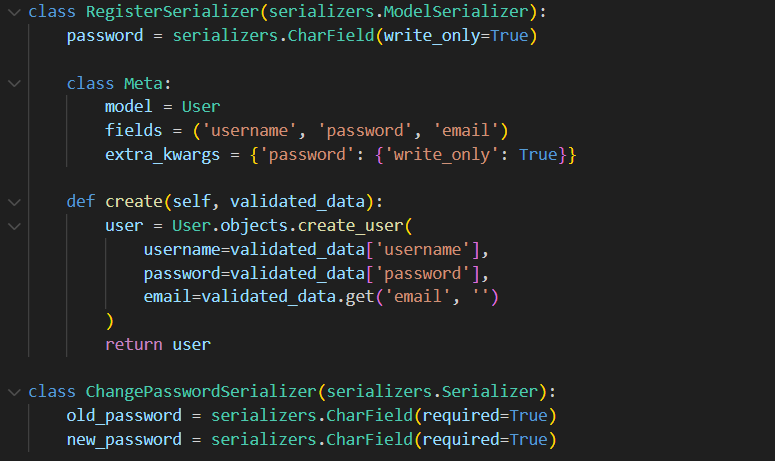 class RegisterSerializer(serializers.ModelSerializer):
    password = serializers.CharField(write_only=True)

    class Meta:
        model = User
        fields = ('username', 'password', 'email')
        extra_kwargs = {'password': {'write_only': True}}

    def create(self, validated_data):
        user = User.objects.create_user(
            username=validated_data['username'],
            password=validated_data['password'],
            email=validated_data.get('email', '')
        )
        return user

class ChangePasswordSerializer(serializers.Serializer):
    old_password = serializers.CharField(required=True)
    new_password = serializers.CharField(required=True)